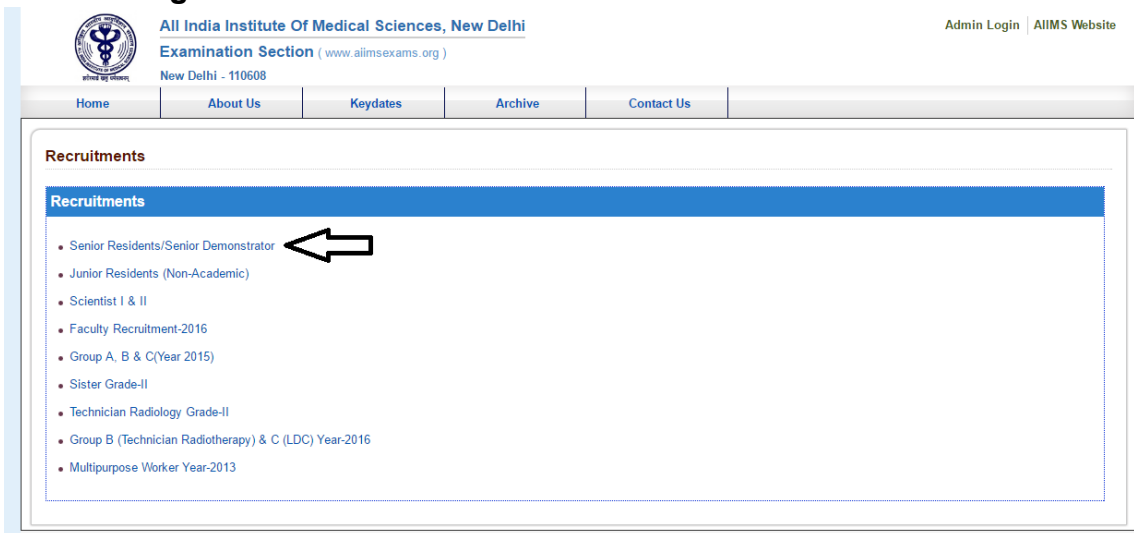 All India Institute Of Medical Sciences, New Delhi
Admin Login AIIMS Website
Examination Section ( www.aiimsexams.org )
New Delhi - 110608
Home About Us Keydates Archive Contact Us
Recruitments
Recruitments
Senior Residents/Senior Demonstrator
Junior Residents (Non-Academic)
Scientist I & II
Faculty Recruitment-2016
Group A, B & C(Year 2015)
Sister Grade-II
Technician Radiology Grade-II
Group B (Technician Radiotherapy) & C (LDC) Year-2016
Multipurpose Worker Year-2013